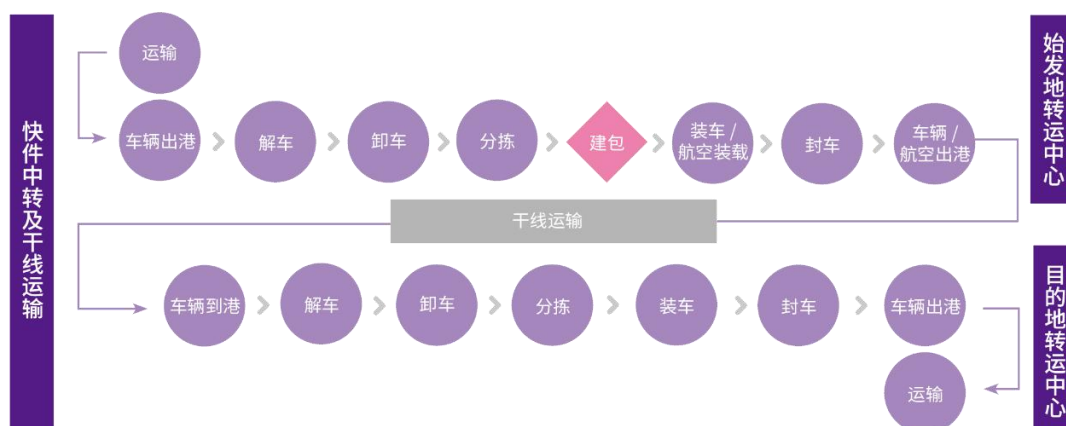 快件中转及干线运输
运输
车辆出港
解车
卸车
分拣
建包
装车 /
航空装载
封车
车辆 /
航空出港
始发地转运中心
干线运输
车辆到港
解车
卸车
分拣
装车
封车
车辆出港
运输
目的地转运中心